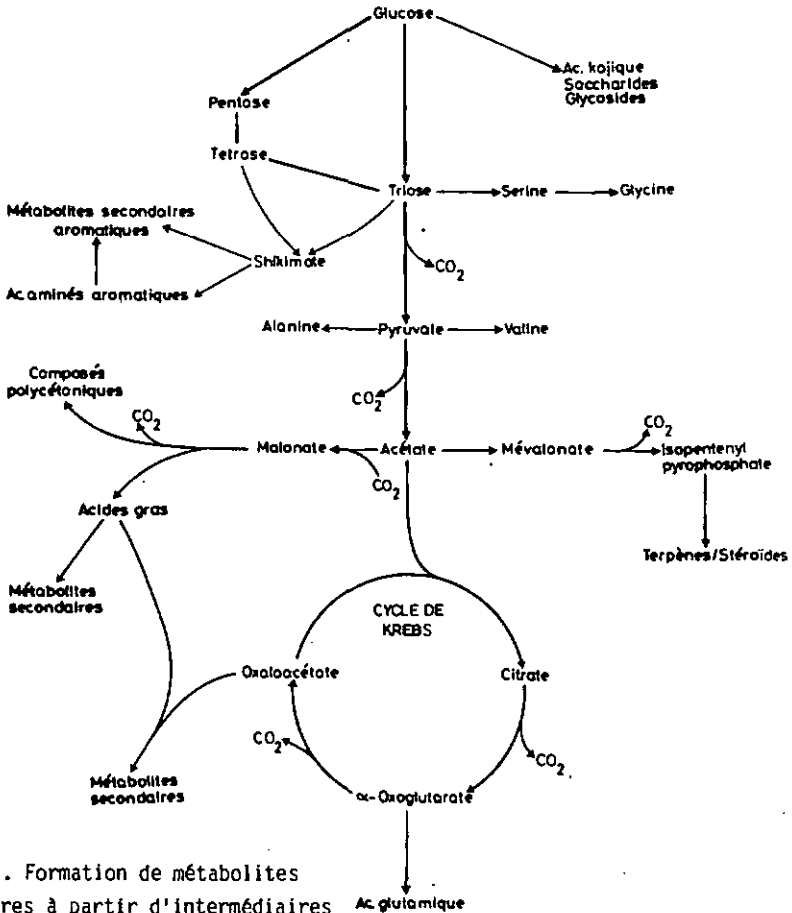 Glucose
Ac. kojique
Saccharides
Glycosides
Pentose
Tetrose
Triose
Serine
Glycine
Métabolites secondaires
aromatiques
Shikimate
CO2
Ac aminés aromatiques
Alanine
Pyruvate
Valine
Composés
polycétoniques
CO2
CO2
CO2
Malonate
Acétate
Mévalonate
Isopentenyl
pyrophosphate
CO2
Acides gras
Terpènes/Stéroïdes
Métabolites
secondaires
CYCLE DE
KREBS
Oxaloacétate
Citrate
CO2
CO2
Métabolites
secondaires
α-Oxoglutarate
. Formation de métabolites
res à partir d'intermédiaires
Ac glutamique